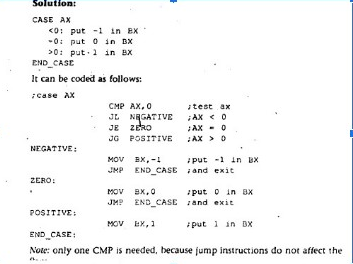 Solution:
CASE AX
<0: put -1 in BX
=0: put 0 in BX
>0: put 1 in BX
END_CASE
It can be coded as follows:
;case AX
CMP AX,0 ;test ax
JL NEGATIVE ;AX < 0
JE ZERO ;AX = 0
JG POSITIVE ;AX > 0
NEGATIVE:
MOV BX,-1 ;put -1 in BX
JMP END_CASE ;and exit
ZERO:
MOV BX,0 ;put 0 in BX
JMP END_CASE ;and exit
POSITIVE:
MOV BX,1 ;put 1 in BX
END_CASE:
Note: only one CMP is needed, because jump instructions do not affect the